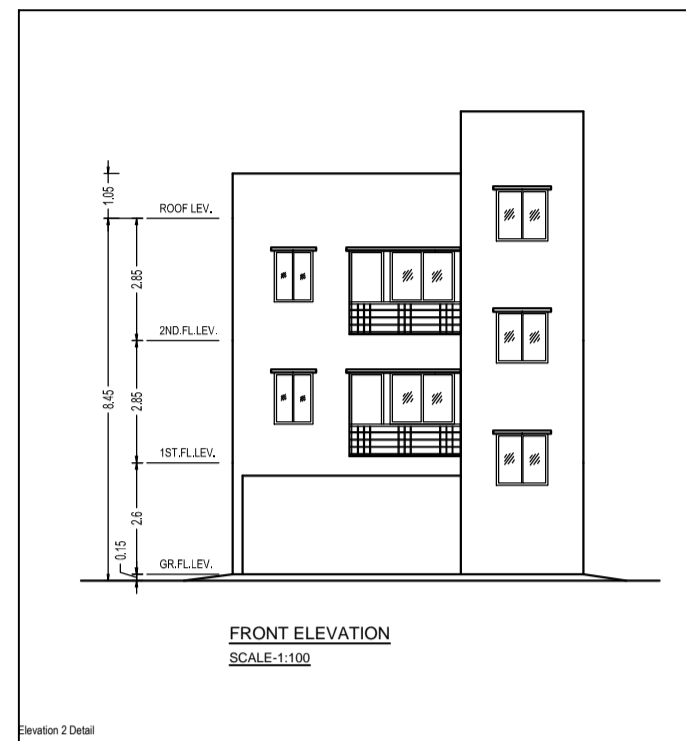 1.05
ROOF LEV.
2.85
2ND.FL.LEV.
8.45
2.85
1ST.FL.LEV.
2.6
0.15
GR.FL.LEV.
FRONT ELEVATION
SCALE-1:100
Elevation 2 Detail